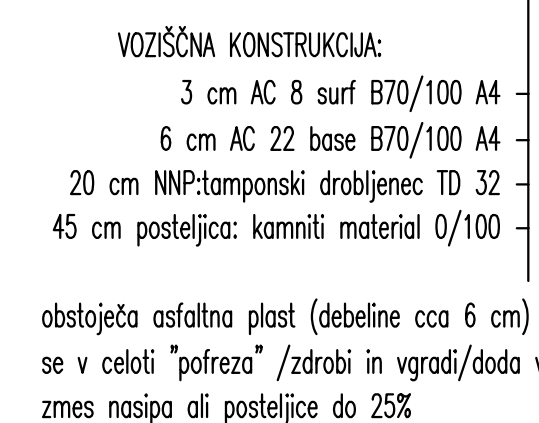 VOZIŠČNA KONSTRUKCIJA:
3 cm AC 8 surf B70/100 A4
6 cm AC 22 base B70/100 A4
20 cm NNP:tamponski drobljenec TD 32
45 cm posteljica: kamniti material 0/100
obstoječa asfaltna plast (debeline cca 6 cm)
se v celoti "pofreza" /zdrobi in vgradi/doda v
zmes nasipa ali posteljice do 25%